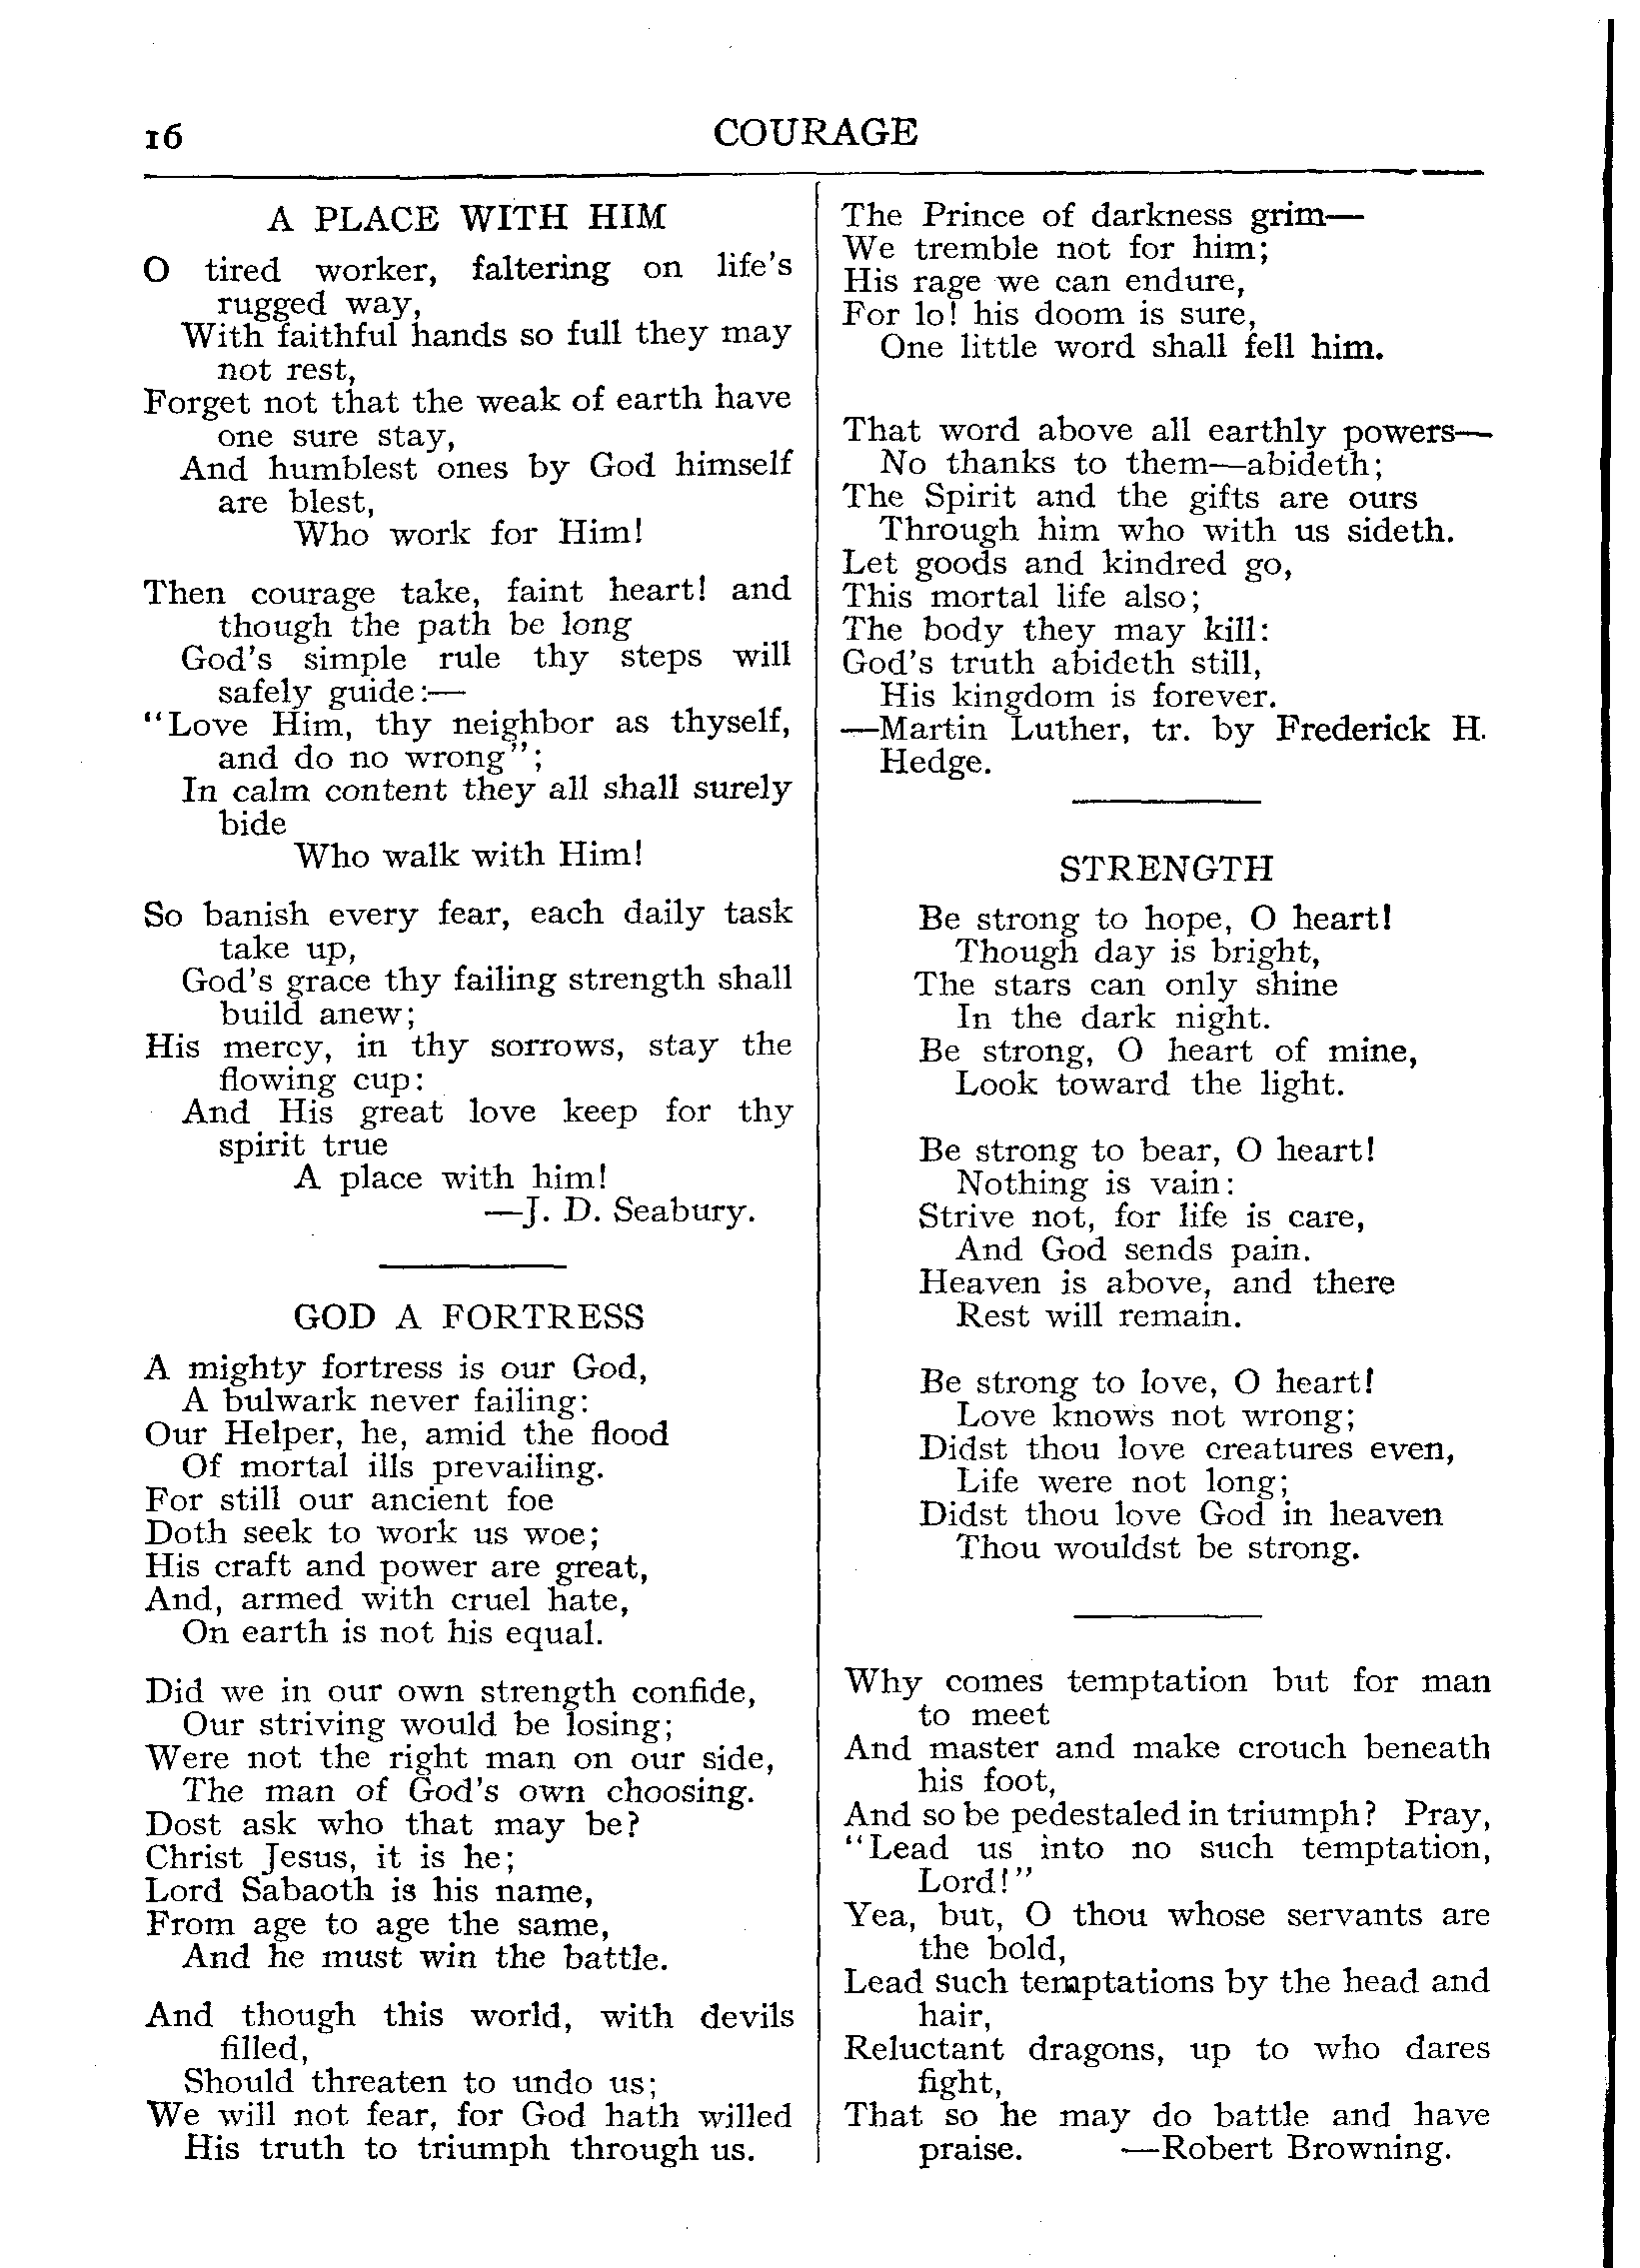 16
COURAGE
A PLACE WITH HIM
O tired worker, faltering on life's
rugged way,
With faithful hands so full they may
not rest,
Forget not that the weak of earth have
one sure stay,
And humblest ones by God himself
are blest,
Who work for Him!
Then courage take, faint heart! and
though the path be long
God's simple rule thy steps will
safely guide:—
"Love Him, thy neighbor as thyself,
and do no wrong";
In calm content they all shall surely
bide
Who walk with Him!
So banish every fear, each daily task
take up,
God's grace thy failing strength shall
build anew;
His mercy, in thy sorrows, stay the
flowing cup:
And His great love keep for thy
spirit true
A place with him!
—J. D. Seabury.
GOD A FORTRESS
A mighty fortress is our God,
A bulwark never failing:
Our Helper, he, amid the flood
Of mortal ills prevailing.
For still our ancient foe
Doth seek to work us woe;
His craft and power are great,
And, armed with cruel hate,
On earth is not his equal.
Did we in our own strength confide,
Our striving would be losing;
Were not the right man on our side,
The man of God's own choosing.
Dost ask who that may be?
Christ Jesus, it is he;
Lord Sabaoth is his name,
From age to age the same,
And he must win the battle.
And though this world, with devils
filled,
Should threaten to undo us;
We will not fear, for God hath willed
His truth to triumph through us.
The Prince of darkness grim—
We tremble not for him;
His rage we can endure,
For lo! his doom is sure,
One little word shall fell him.
That word above all earthly powers—
No thanks to them—abideth;
The Spirit and the gifts are ours
Through him who with us sideth.
Let goods and kindred go,
This mortal life also;
The body they may kill:
God's truth abideth still,
His kingdom is forever.
—Martin Luther, tr. by Frederick H.
Hedge.
STRENGTH
Be strong to hope, O heart!
Though day is bright,
The stars can only shine
In the dark night.
Be strong, O heart of mine,
Look toward the light.
Be strong to bear, O heart!
Nothing is vain:
Strive not, for life is care,
And God sends pain.
Heaven is above, and there
Rest will remain.
Be strong to love, O heart!
Love knows not wrong;
Didst thou love creatures even,
Life were not long;
Didst thou love God in heaven
Thou wouldst be strong.
Why comes temptation but for man
to meet
And master and make crouch beneath
his foot,
And so be pedestaled in triumph? Pray,
"Lead us into no such temptation,
Lord!"
Yea, but, O thou whose servants are
the bold,
Lead such temptations by the head and
hair,
Reluctant dragons, up to who dares
fight,
That so he may do battle and have
praise. —Robert Browning.